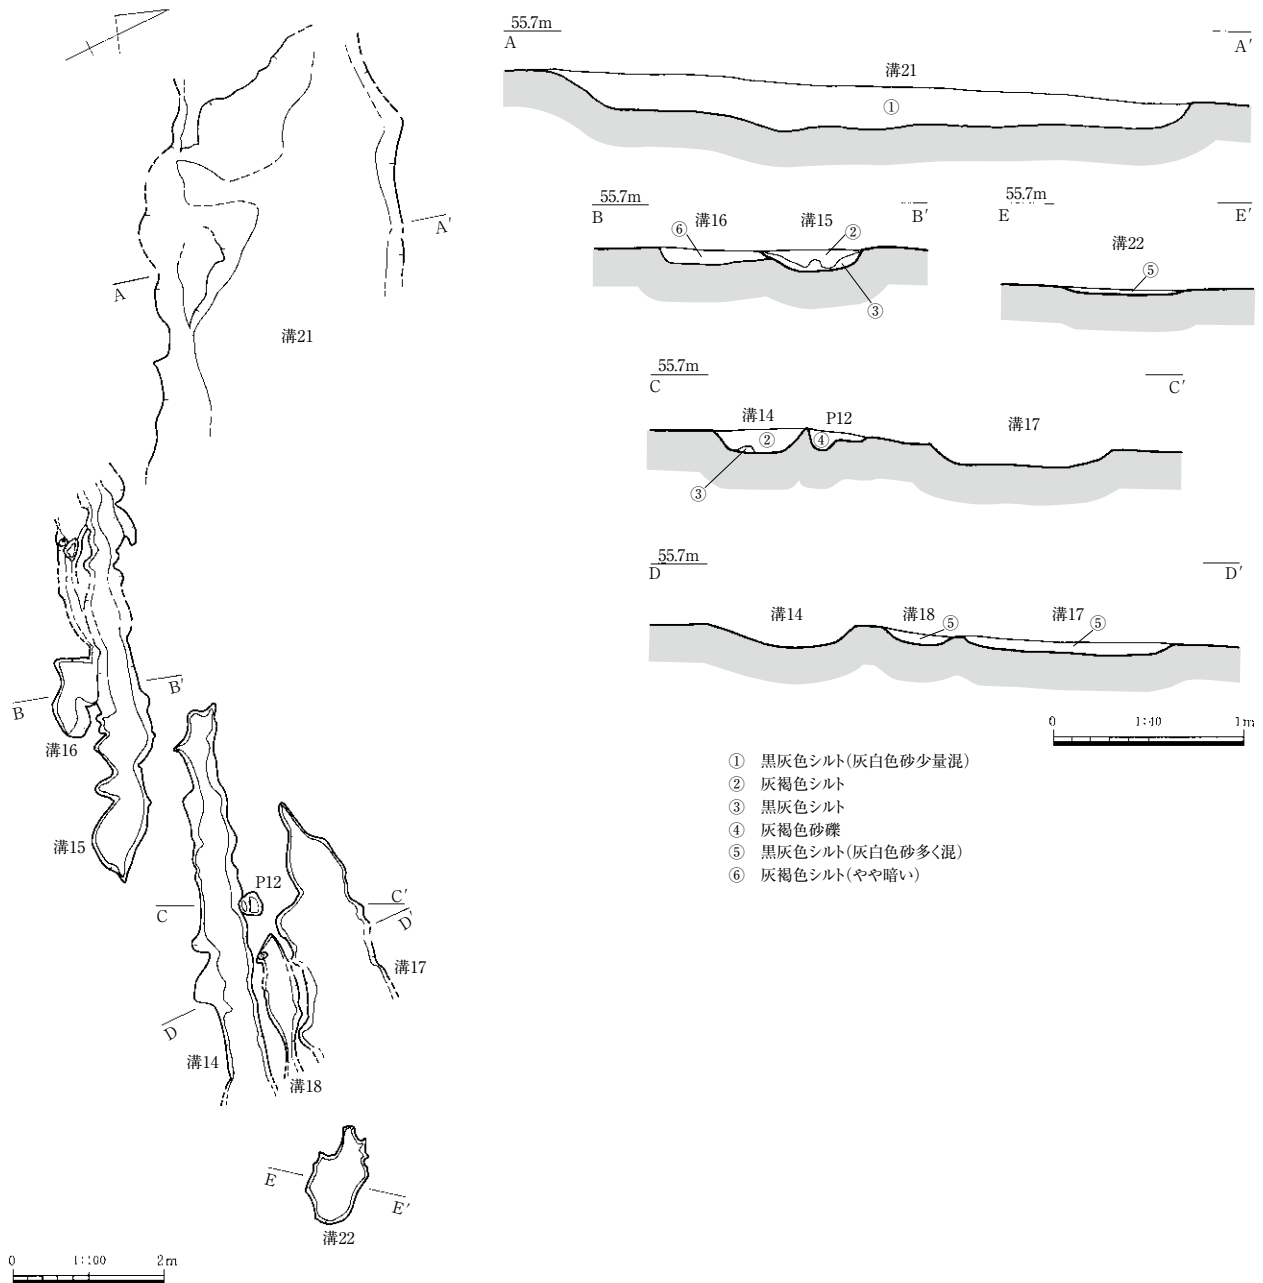 55.7m
A
A′
溝21
①
55.7m
B
B′
溝16
溝15
⑥
②
③
55.7m
E
E′
溝22
⑤
55.7m
C
C′
溝14
P12
溝17
②
④
③
55.7m
D
D′
溝14
溝18
溝17
⑤
⑤
0 1:40 1m
① 黒灰色シルト(灰白色砂少量混)
② 灰褐色シルト
③ 黒灰色シルト
④ 灰褐色砂礫
⑤ 黒灰色シルト(灰白色砂多く混)
⑥ 灰褐色シルト(やや暗い)
A
A′
溝21
B
B′
溝16
溝15
P12
C
C′
D
D′
溝17
溝14
溝18
E
E′
溝22
0 1:100 2m